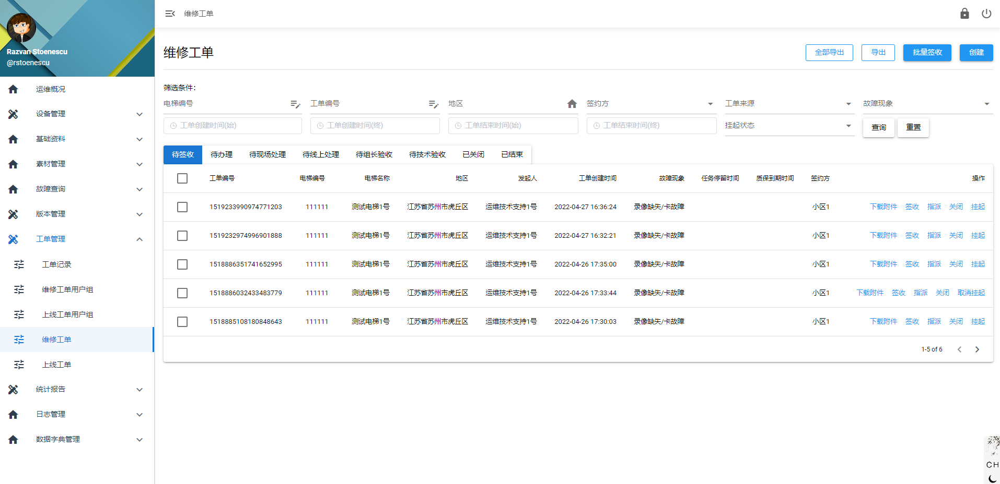 Razvan Stoenescu
@rstoenescu
运维概况
设备管理
基础资料
素材管理
故障查询
版本管理
工单管理
工单记录
维修工单用户组
上线工单用户组
维修工单
上线工单
统计报告
日志管理
数据字典管理
维修工单
维修工单 全部导出 导出 批量签收 创建
筛选条件：
电梯编号 工单编号 地区 签约方 工单来源 故障现象
工单创建时间(始) 工单创建时间(终) 工单结束时间(始) 工单结束时间(终) 挂起状态 查询 重置
待签收 待办理 待现场处理 待线上处理 待组长验收 待技术验收 已关闭 已结束
工单编号 电梯编号 电梯名称 地区 发起人 工单创建时间 故障现象 任务停留时间 质保到期时间 签约方 操作
1519233990974771203 111111 测试电梯1号 江苏省苏州市虎丘区 运维技术支持1号 2022-04-27 16:36:24 录像缺失/卡故障 小区1 下载附件 签收 指派 关闭 挂起
1519232974996901888 111111 测试电梯1号 江苏省苏州市虎丘区 运维技术支持1号 2022-04-27 16:32:21 录像缺失/卡故障 小区1 下载附件 签收 指派 关闭 挂起
1518886351741652995 111111 测试电梯1号 江苏省苏州市虎丘区 运维技术支持1号 2022-04-26 17:35:00 录像缺失/卡故障 小区1 下载附件 签收 指派 关闭 挂起
1518886032433483779 111111 测试电梯1号 江苏省苏州市虎丘区 运维技术支持1号 2022-04-26 17:33:44 录像缺失/卡故障 小区1 下载附件 签收 指派 关闭 取消挂起
1518885108180848643 111111 测试电梯1号 江苏省苏州市虎丘区 运维技术支持1号 2022-04-26 17:30:03 录像缺失/卡故障 小区1 下载附件 签收 指派 关闭 挂起
1-5 of 6
CH